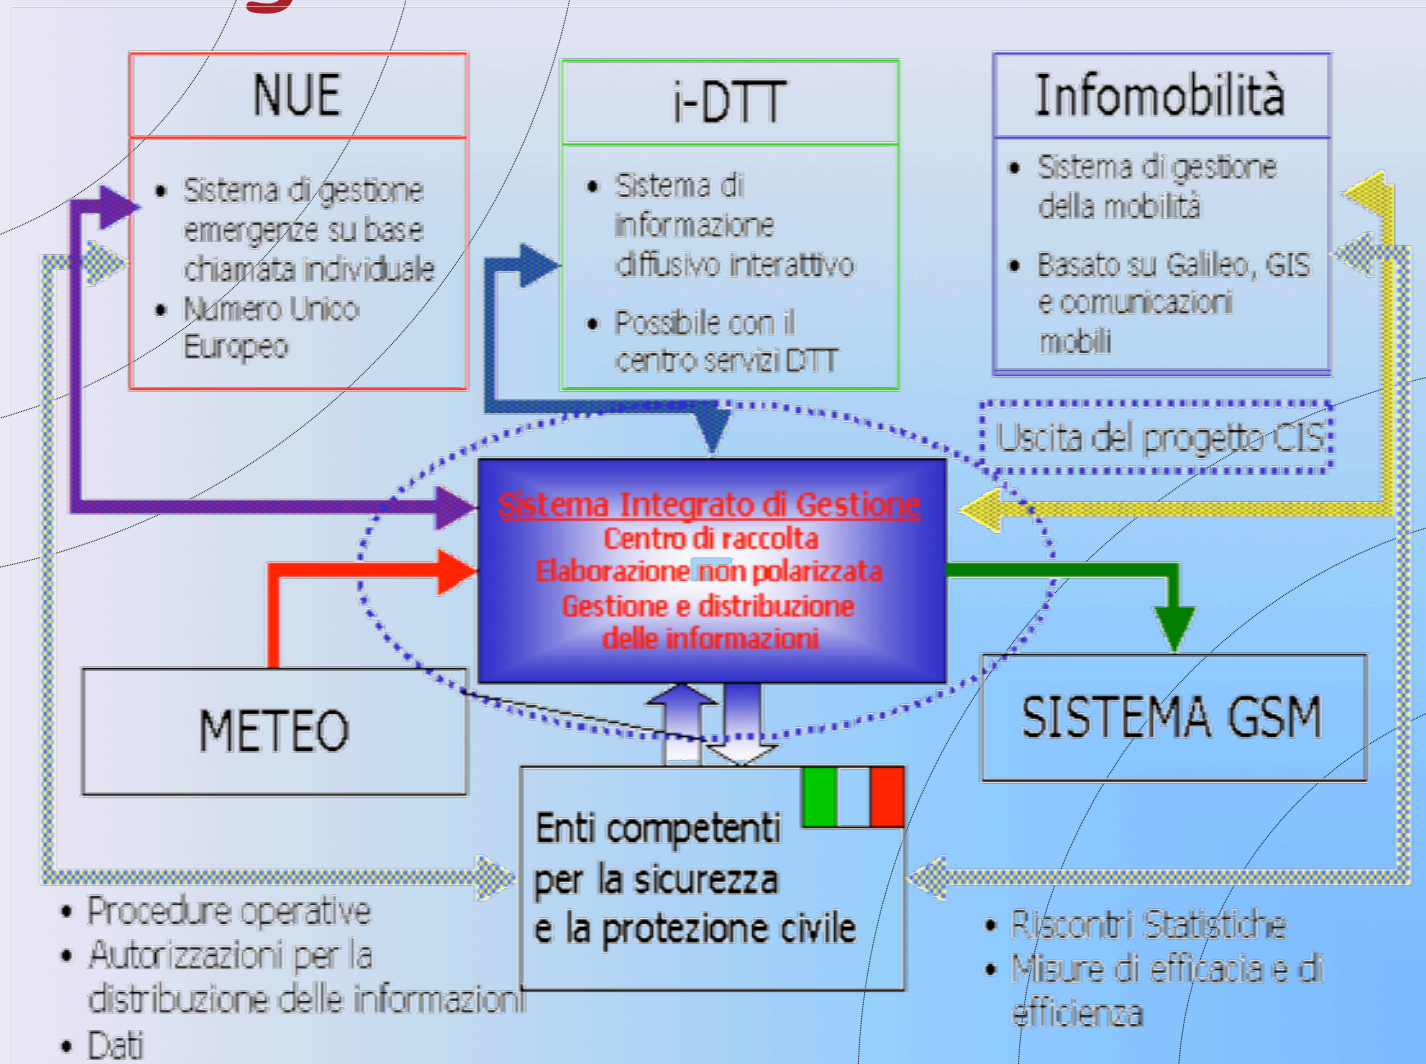 NUE
Sistema di gestione
emergenze su base
chiamata individuale
Numero Unico
Europeo
i-DTT
Sistema di
informazione
diffusivo interattivo
Possibile con il
centro servizi DTT
Infomobilità
Sistema di gestione
della mobilità
Basato su Galileo, GIS
e comunicazioni
mobili
Uscita del progetto CIS
Sistema Integrato di Gestione
Centro di raccolta
Elaborazione non polarizzata
Gestione e distribuzione
delle informazioni
METEO
SISTEMA GSM
Enti competenti
per la sicurezza
e la protezione civile
Procedure operative
Autorizzazioni per la
distribuzione delle informazioni
Dati
Riscontri Statistiche
Misure di efficacia e di
efficienza